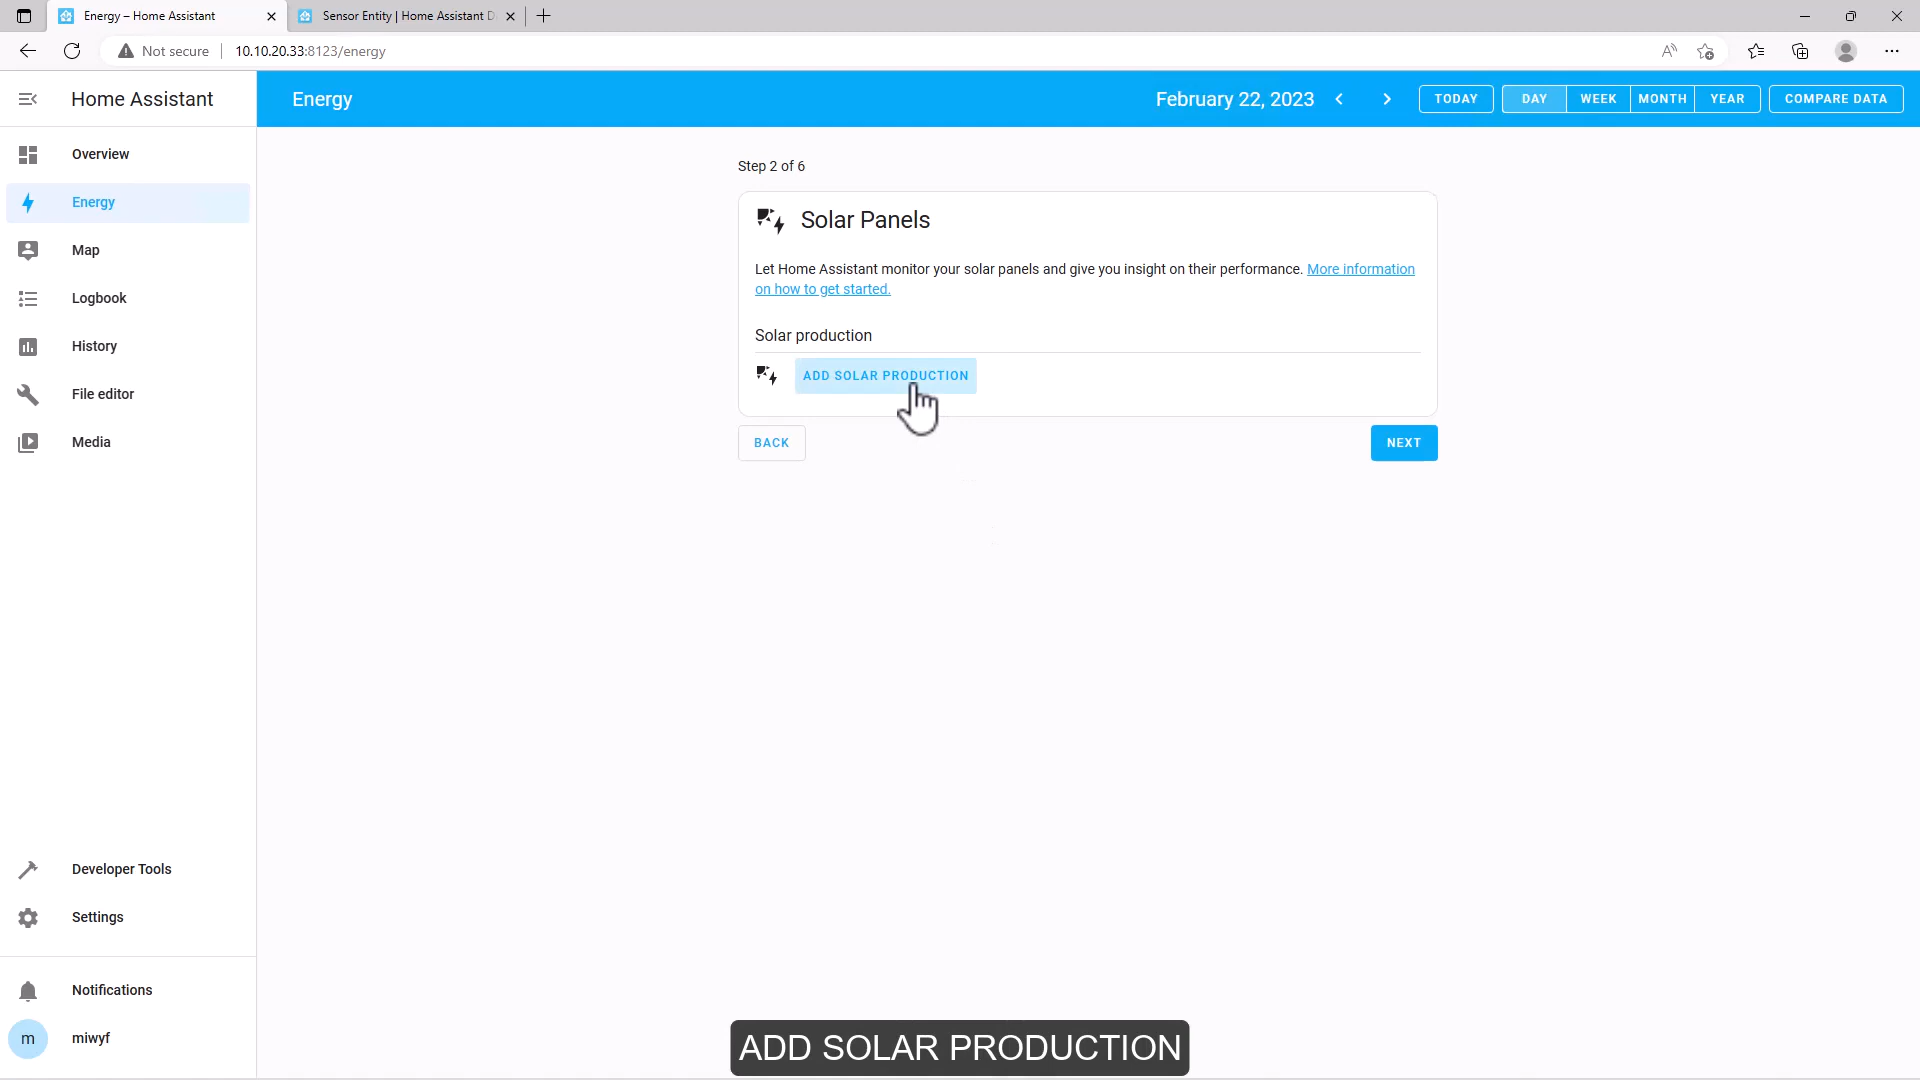 Energy – Home Assistant
Sensor Entity | Home Assistant D
Not secure
10.10.20.33:8123/energy
Home Assistant
Energy
February 22, 2023
TODAY
DAY
WEEK
MONTH
YEAR
COMPARE DATA
Overview
Energy
Map
Logbook
History
File editor
Media
Developer Tools
Settings
Notifications
m
miwyf
Step 2 of 6
Solar Panels
Let Home Assistant monitor your solar panels and give you insight on their performance. More information
on how to get started.
Solar production
ADD SOLAR PRODUCTION
BACK
NEXT
ADD SOLAR PRODUCTION